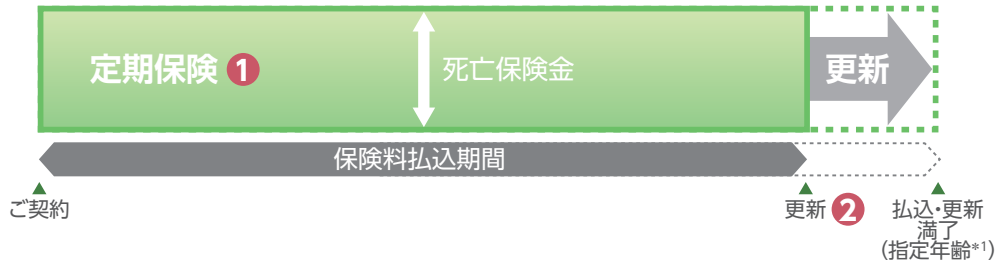 定期保険 1
死亡保険金
更新
保険料払込期間
ご契約
更新 2
払込・更新
満了
(指定年齢*1)